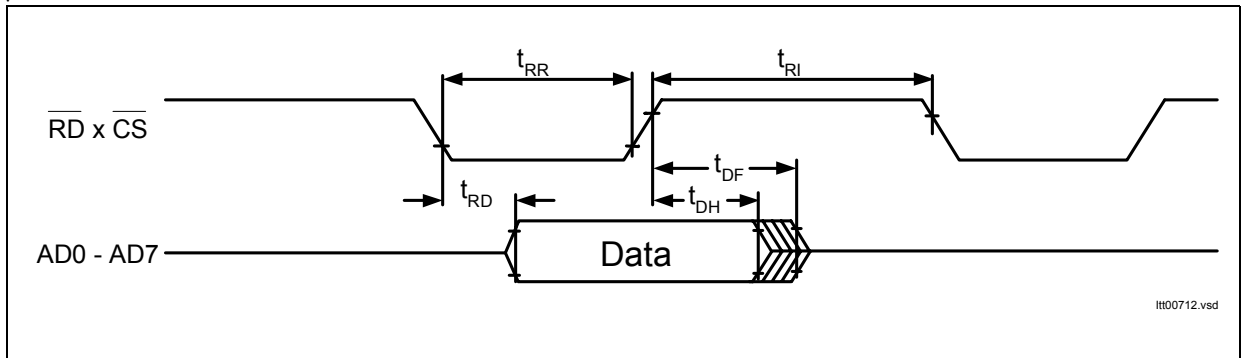 tRR
tRI
RD x CS
tDF
tRD
tDH
AD0 - AD7
Data
ltt00712.vsd